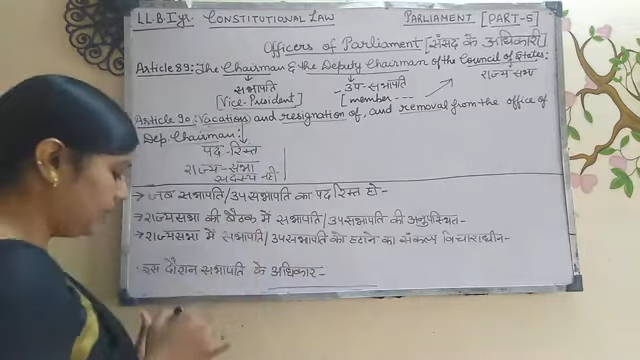 LL.B. I yr. CONSTITUTIONAL LAW PARLIAMENT [PART-5]
Officers of Parliament [संसद के अधिकारी]
Article 89: The Chairman & the Deputy Chairman of the Council of States:
सभापति उप-सभापति राज्य सभा
[Vice-President] [member ---
Article 90: Vacation and resignation of, and removal from the office of
Dep. Chairman:
पद-रिक्त
राज्य-सभा
सदस्य नहीं
→ जब सभापति/उपसभापति का पद रिक्त हो-
→ राज्यसभा की बैठक में सभापति/उपसभापति की अनुपस्थित-
→ राज्यसभा में सभापति/उपसभापति को हटाने का संकल्प विचाराधीन-
इस दौरान सभापति के अधिकार-